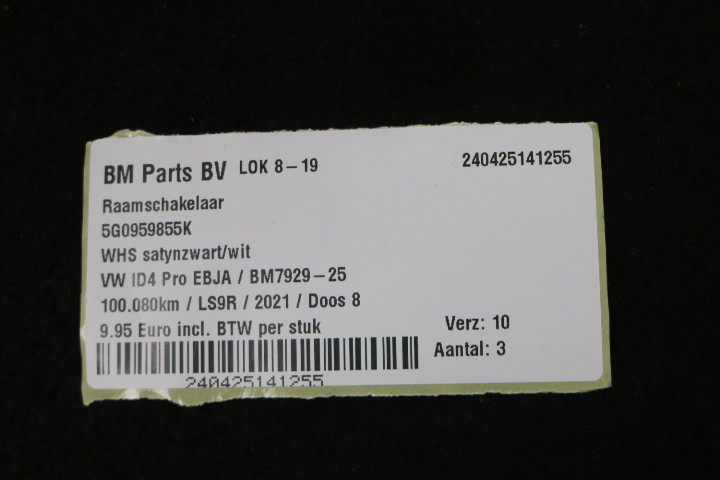 BM Parts BV LOK 8-19 240425141255
Raamschakelaar
5G0959855K
WHS satynzwart/wit
VW ID4 Pro EBJA / BM7929-25
100.080km / LS9R / 2021 / Doos 8
9.95 Euro incl. BTW per stuk Verz: 10
Aantal: 3
240425141255